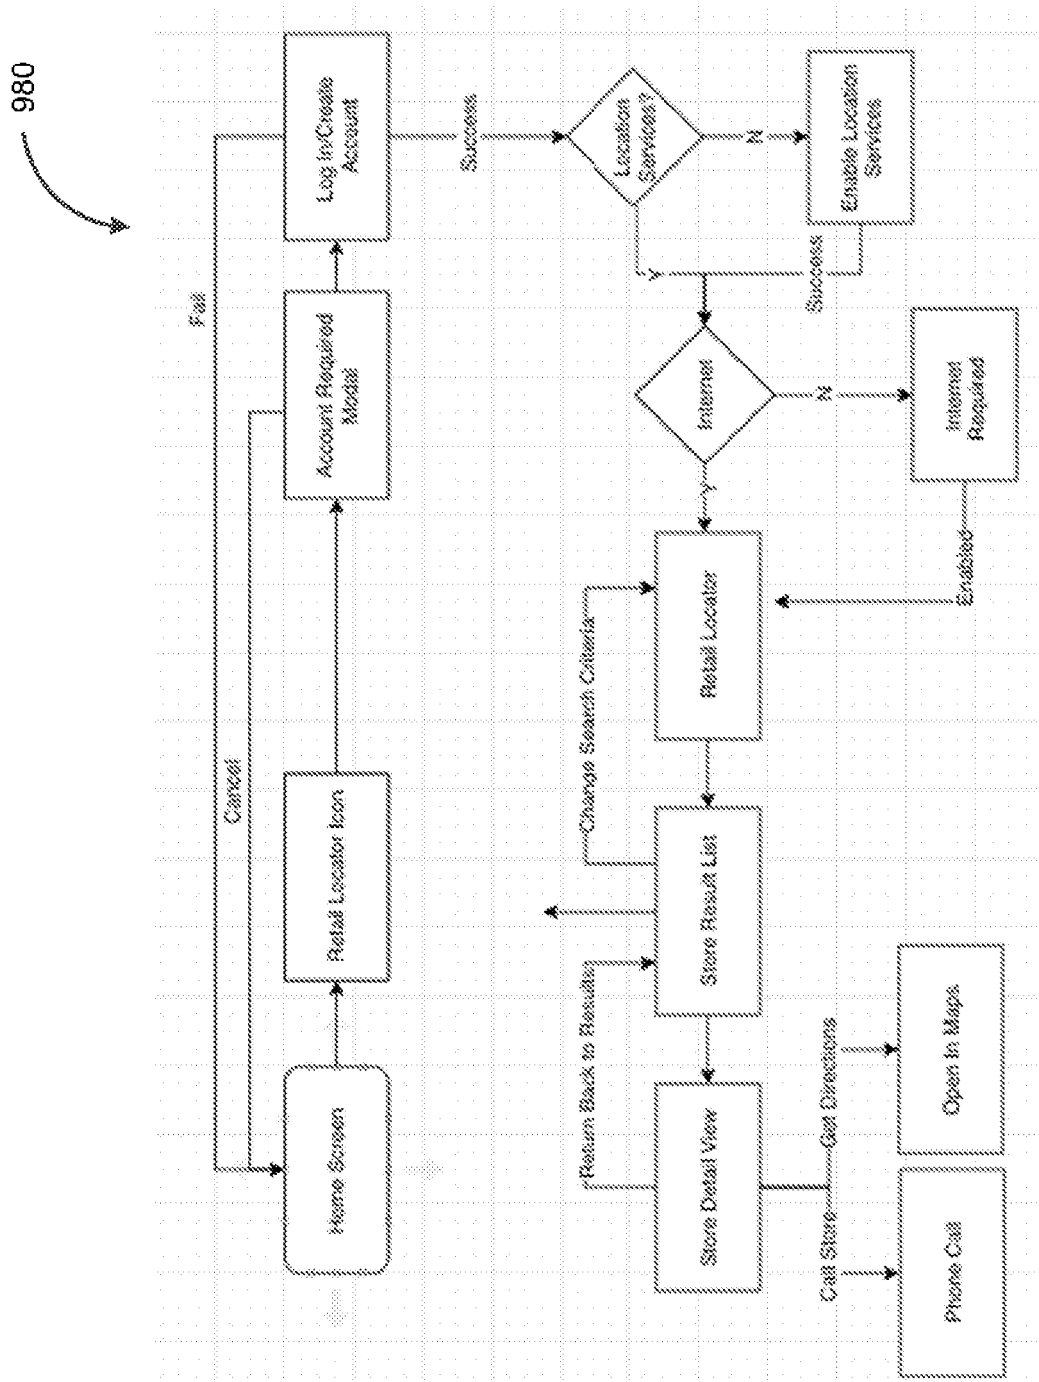 980
Fail
Cancel
Home Screen
Retail Locator Icon
Account Required
Modal
Log In/Create
Account
Success
Location
Services?
N
Enable Location
Services
Y
Success
Internet
N
Internet
Required
Y
Enabled
Retail Locator
Change Search Criteria
Store Result List
Return Back to Results
Store Detail View
Get Directions
Call Store
Open In Maps
Phone Call